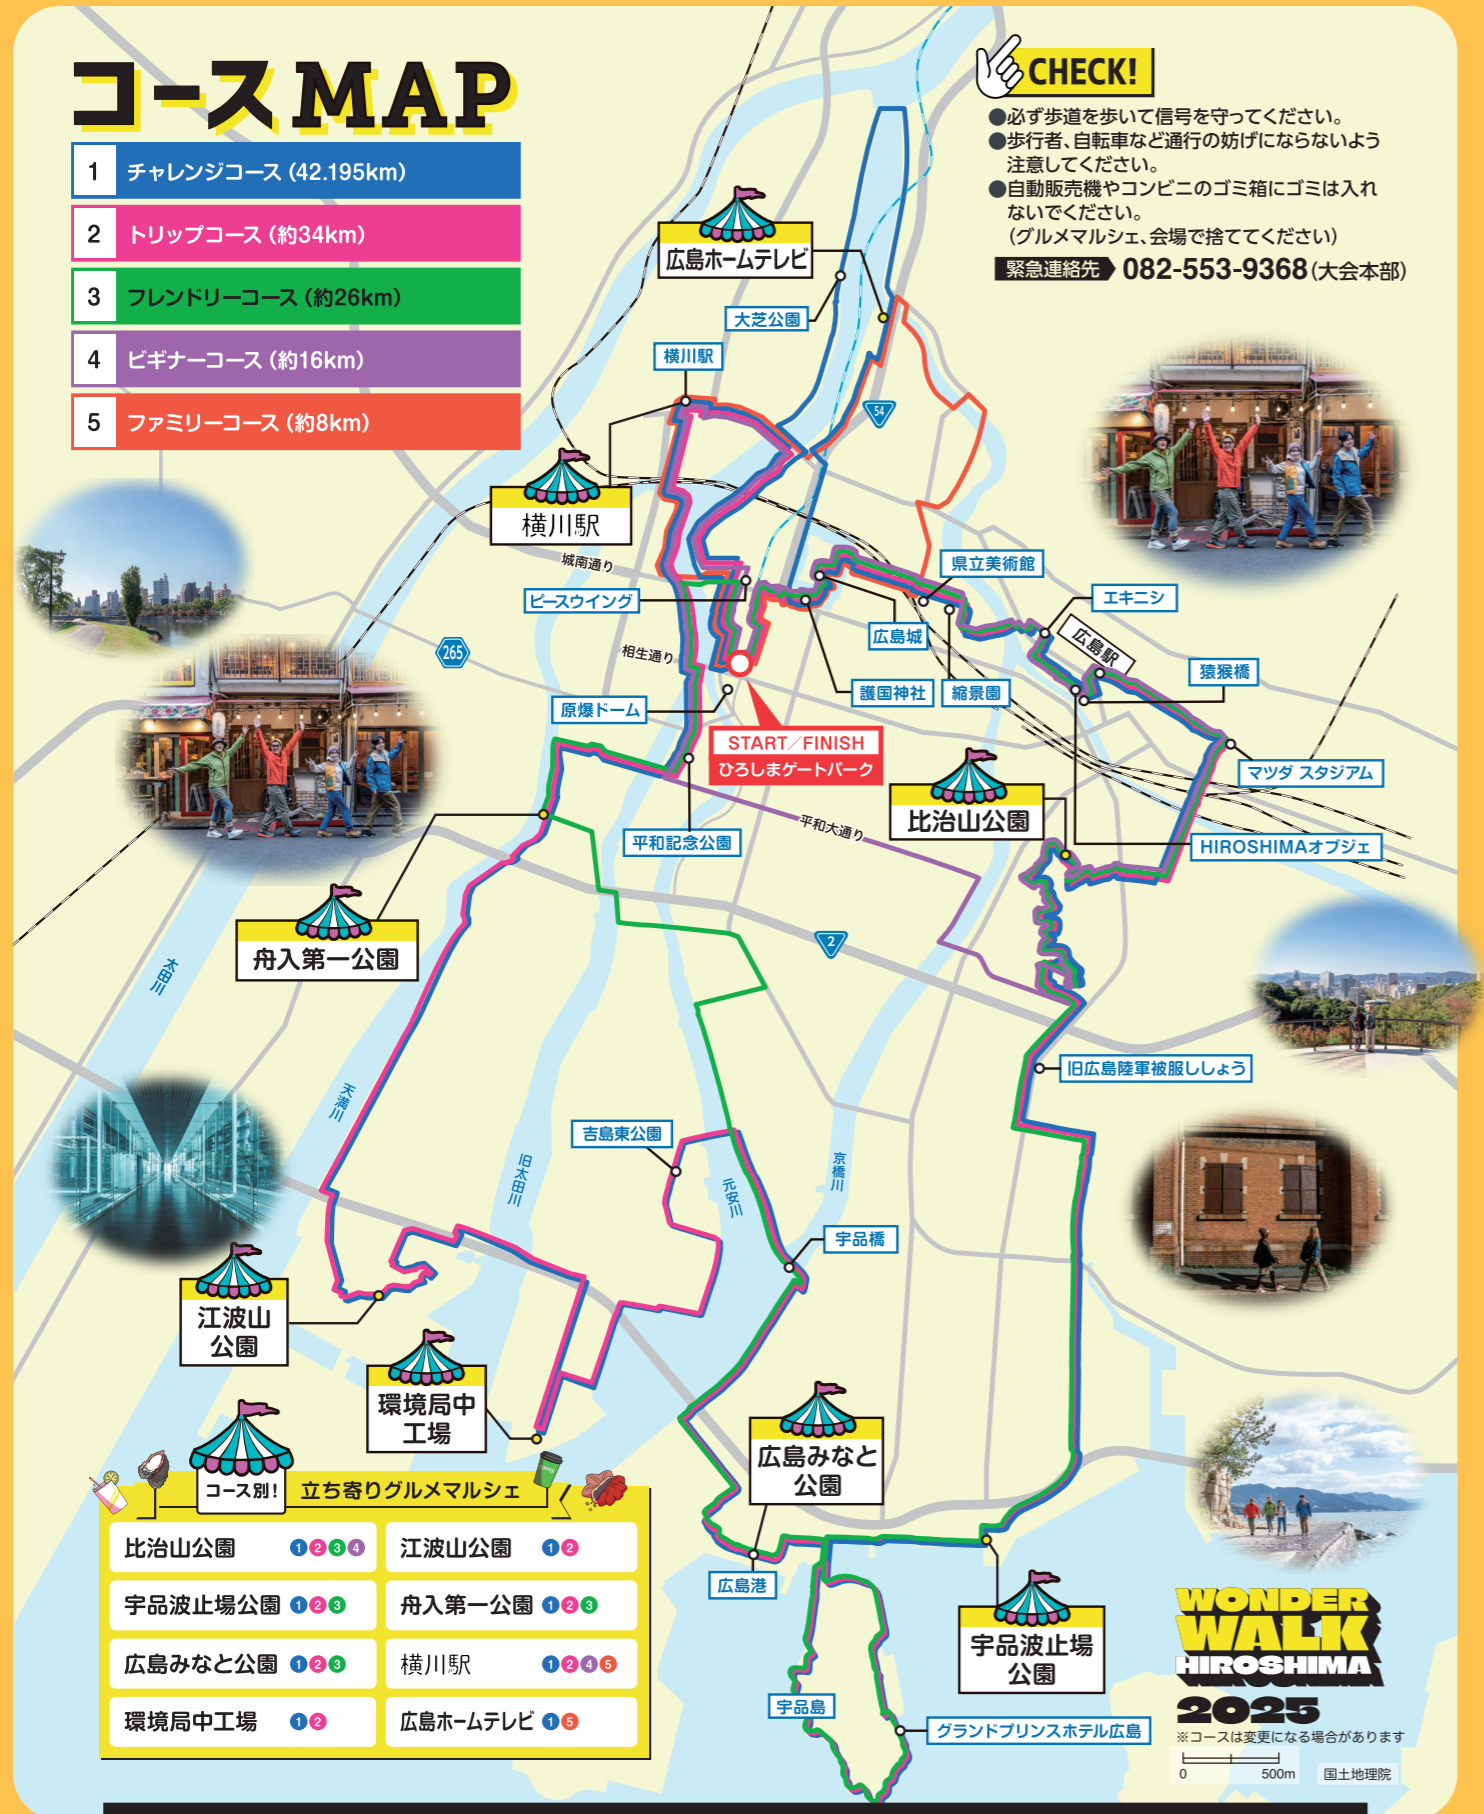 コースMAP
1 チャレンジコース（42.195km）
2 トリップコース（約34km）
3 フレンドリーコース（約26km）
4 ビギナーコース（約16km）
5 ファミリーコース（約8km）
CHECK!
●必ず歩道を歩いて信号を守ってください。
●歩行者、自転車など通行の妨げにならないよう
注意してください。
●自動販売機やコンビニのゴミ箱にゴミは入れ
ないでください。
（グルメマルシェ、会場で捨ててください）
緊急連絡先 082-553-9368（大会本部）
広島ホームテレビ
大芝公園
横川駅
54
横川駅
城南通り
ピースウイング
県立美術館
エキニシ
広島駅
広島城
265
相生通り
猿猴橋
護国神社
縮景園
原爆ドーム
START／FINISH
ひろしまゲートパーク
マツダ スタジアム
比治山公園
平和大通り
平和記念公園
HIROSHIMAオブジェ
舟入第一公園
2
太田川
旧広島陸軍被服ししょう
天満川
吉島東公園
旧太田川
元安川
京橋川
宇品橋
江波山
公園
環境局中
工場
広島みなと
公園
広島港
宇品波止場
公園
宇品島
グランドプリンスホテル広島
コース別！ 立ち寄りグルメマルシェ
比治山公園 1 2 3 4
江波山公園 1 2
宇品波止場公園 1 2 3
舟入第一公園 1 2 3
広島みなと公園 1 2 3
横川駅 1 2 4 5
環境局中工場 1 2
広島ホームテレビ 1 5
WONDER
WALK
HIROSHIMA
2025
※コースは変更になる場合があります
0 500m
国土地理院